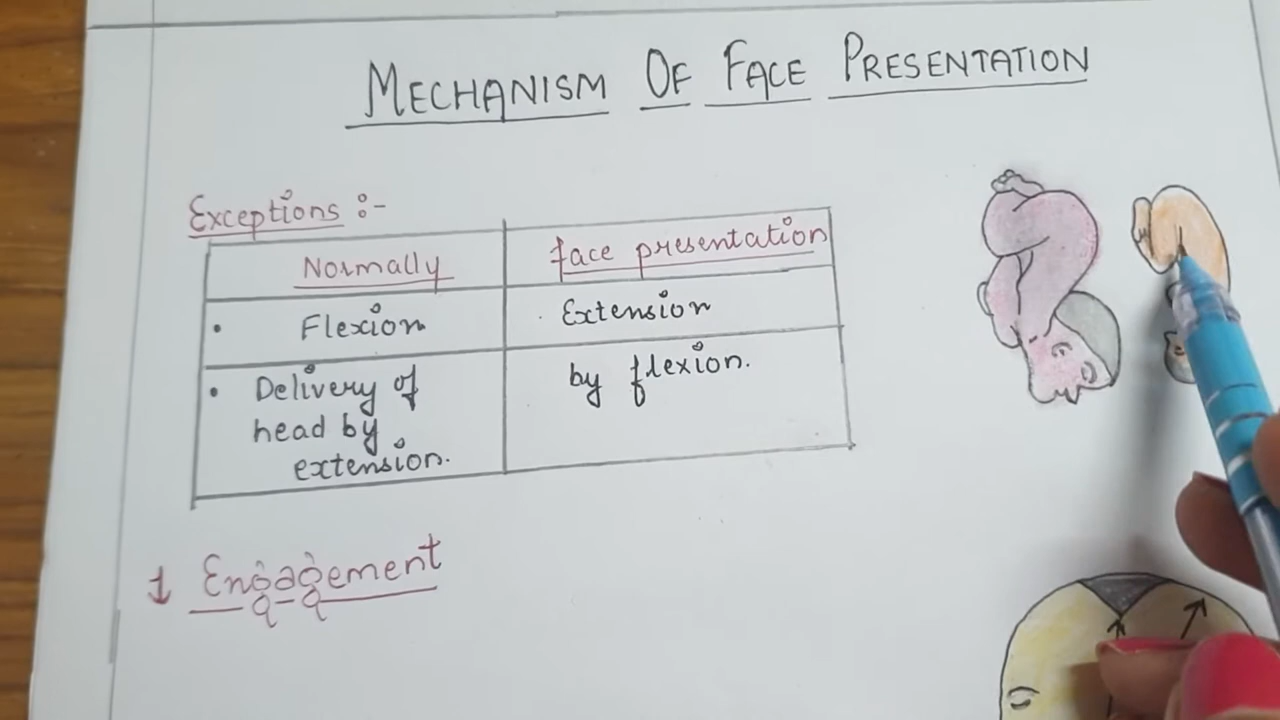 MECHANISM OF FACE PRESENTATION
Exceptions :-
Normally
face presentation
• Flexion
Extension
• Delivery of
head by
extension.
by flexion.
1 Engagement